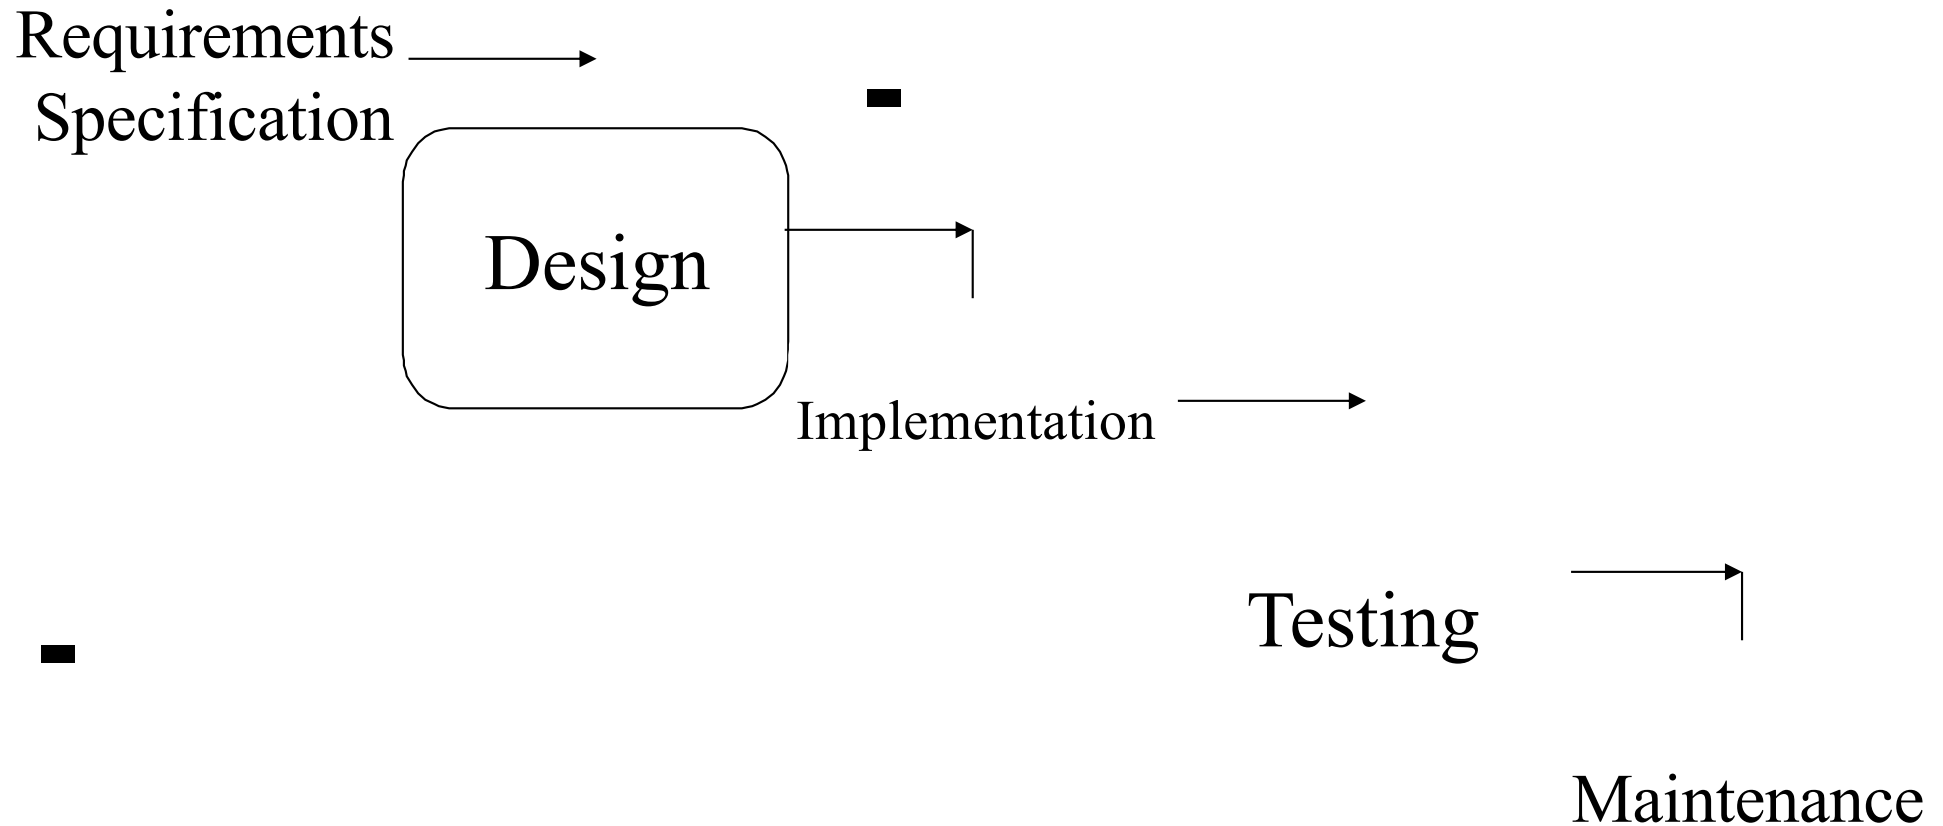 Requirements
Specification
Design
Implementation
Testing
Maintenance